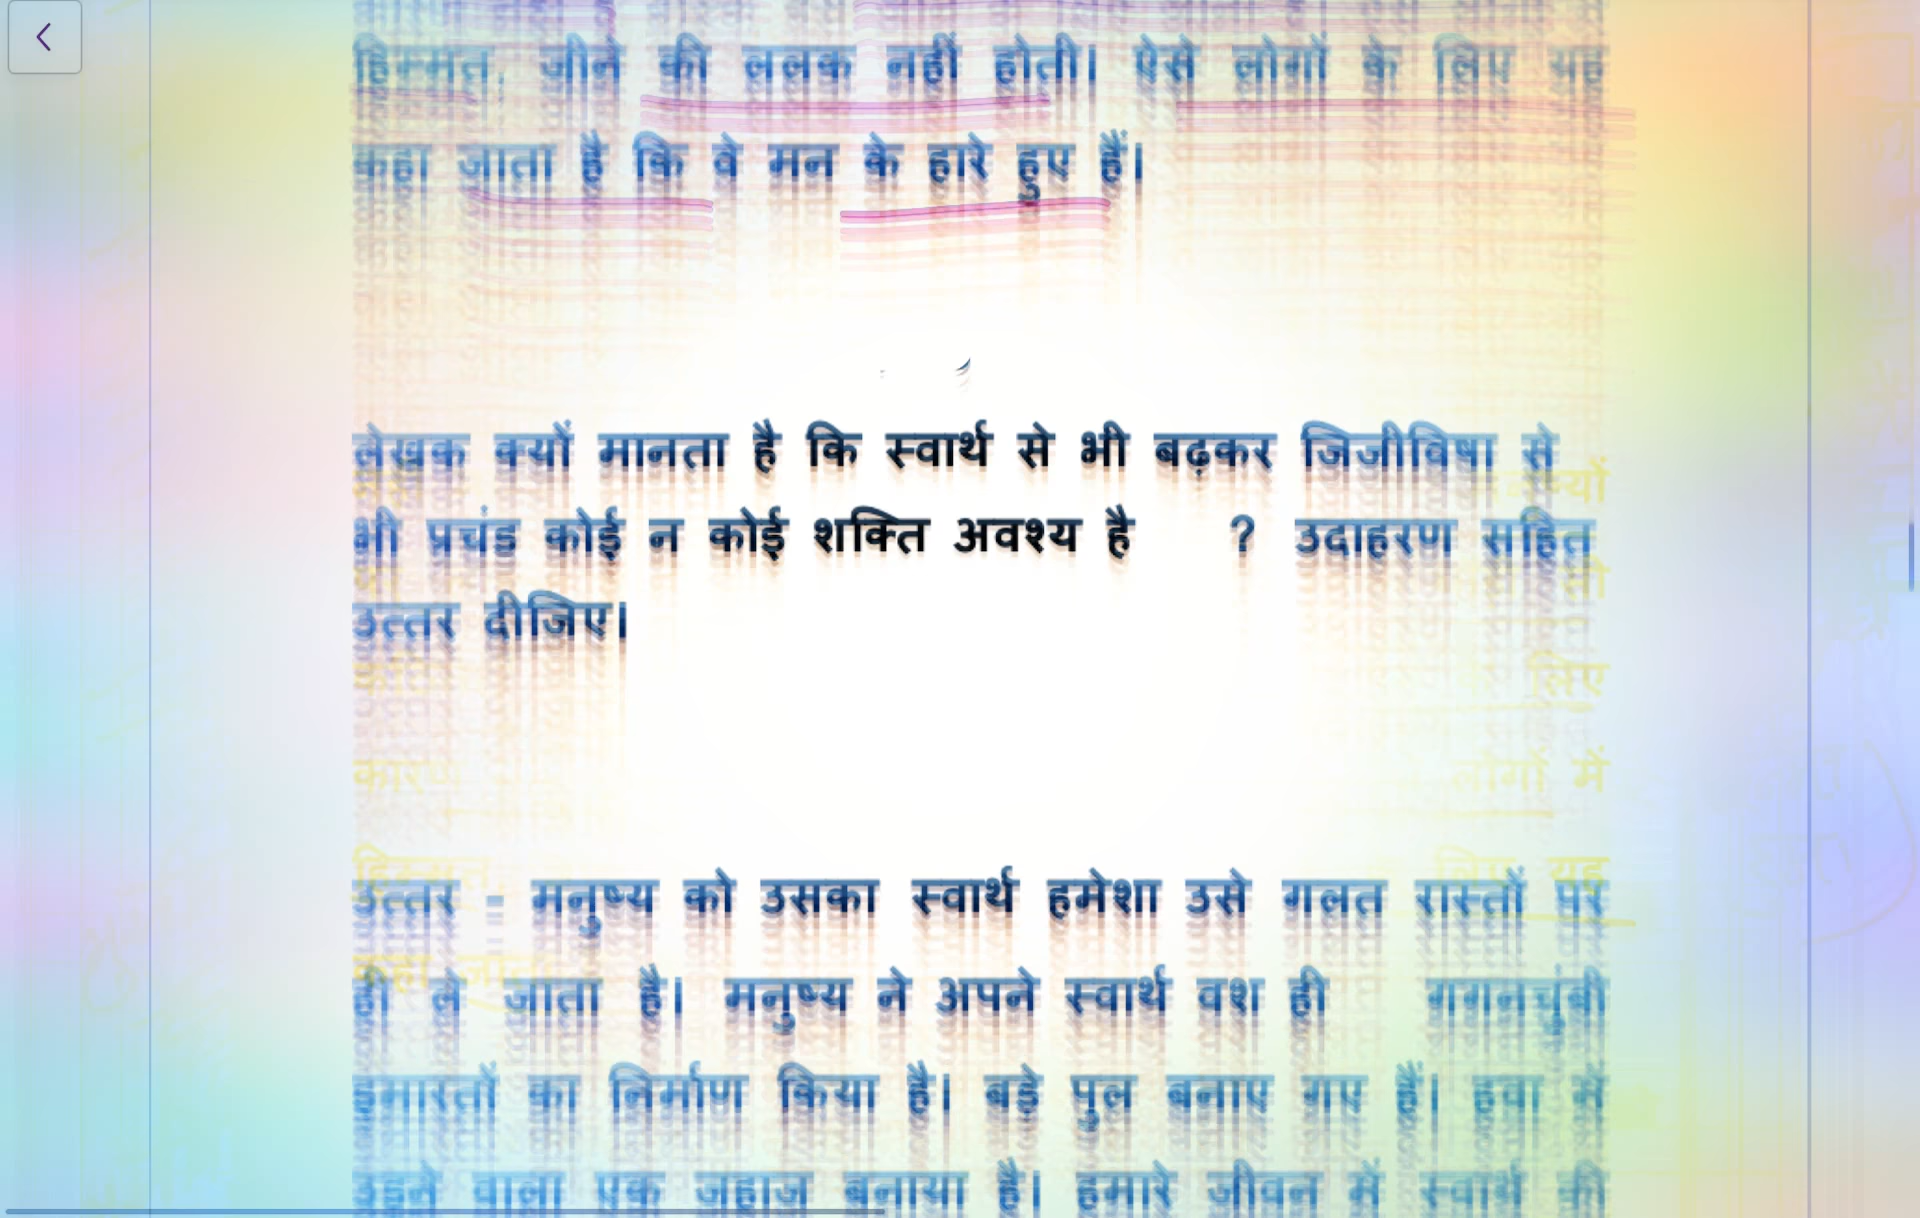 हिम्मत, जीने की ललक नहीं होती। ऐसे लोगों के लिए यह
कहा जाता है कि वे मन के हारे हुए हैं।
लेखक क्यों मानता है कि स्वार्थ से भी बढ़कर जिजीविषा से
भी प्रचंड कोई न कोई शक्ति अवश्य है ? उदाहरण सहित
उत्तर दीजिए।
उत्तर - मनुष्य को उसका स्वार्थ हमेशा उसे गलत रास्तों पर
ही ले जाता है। मनुष्य ने अपने स्वार्थ वश ही गगनचुंबी
इमारतों का निर्माण किया है। बड़े पुल बनाए गए हैं। हवा में
उड़ने वाला एक जहाज बनाया है। हमारे जीवन में स्वार्थ की